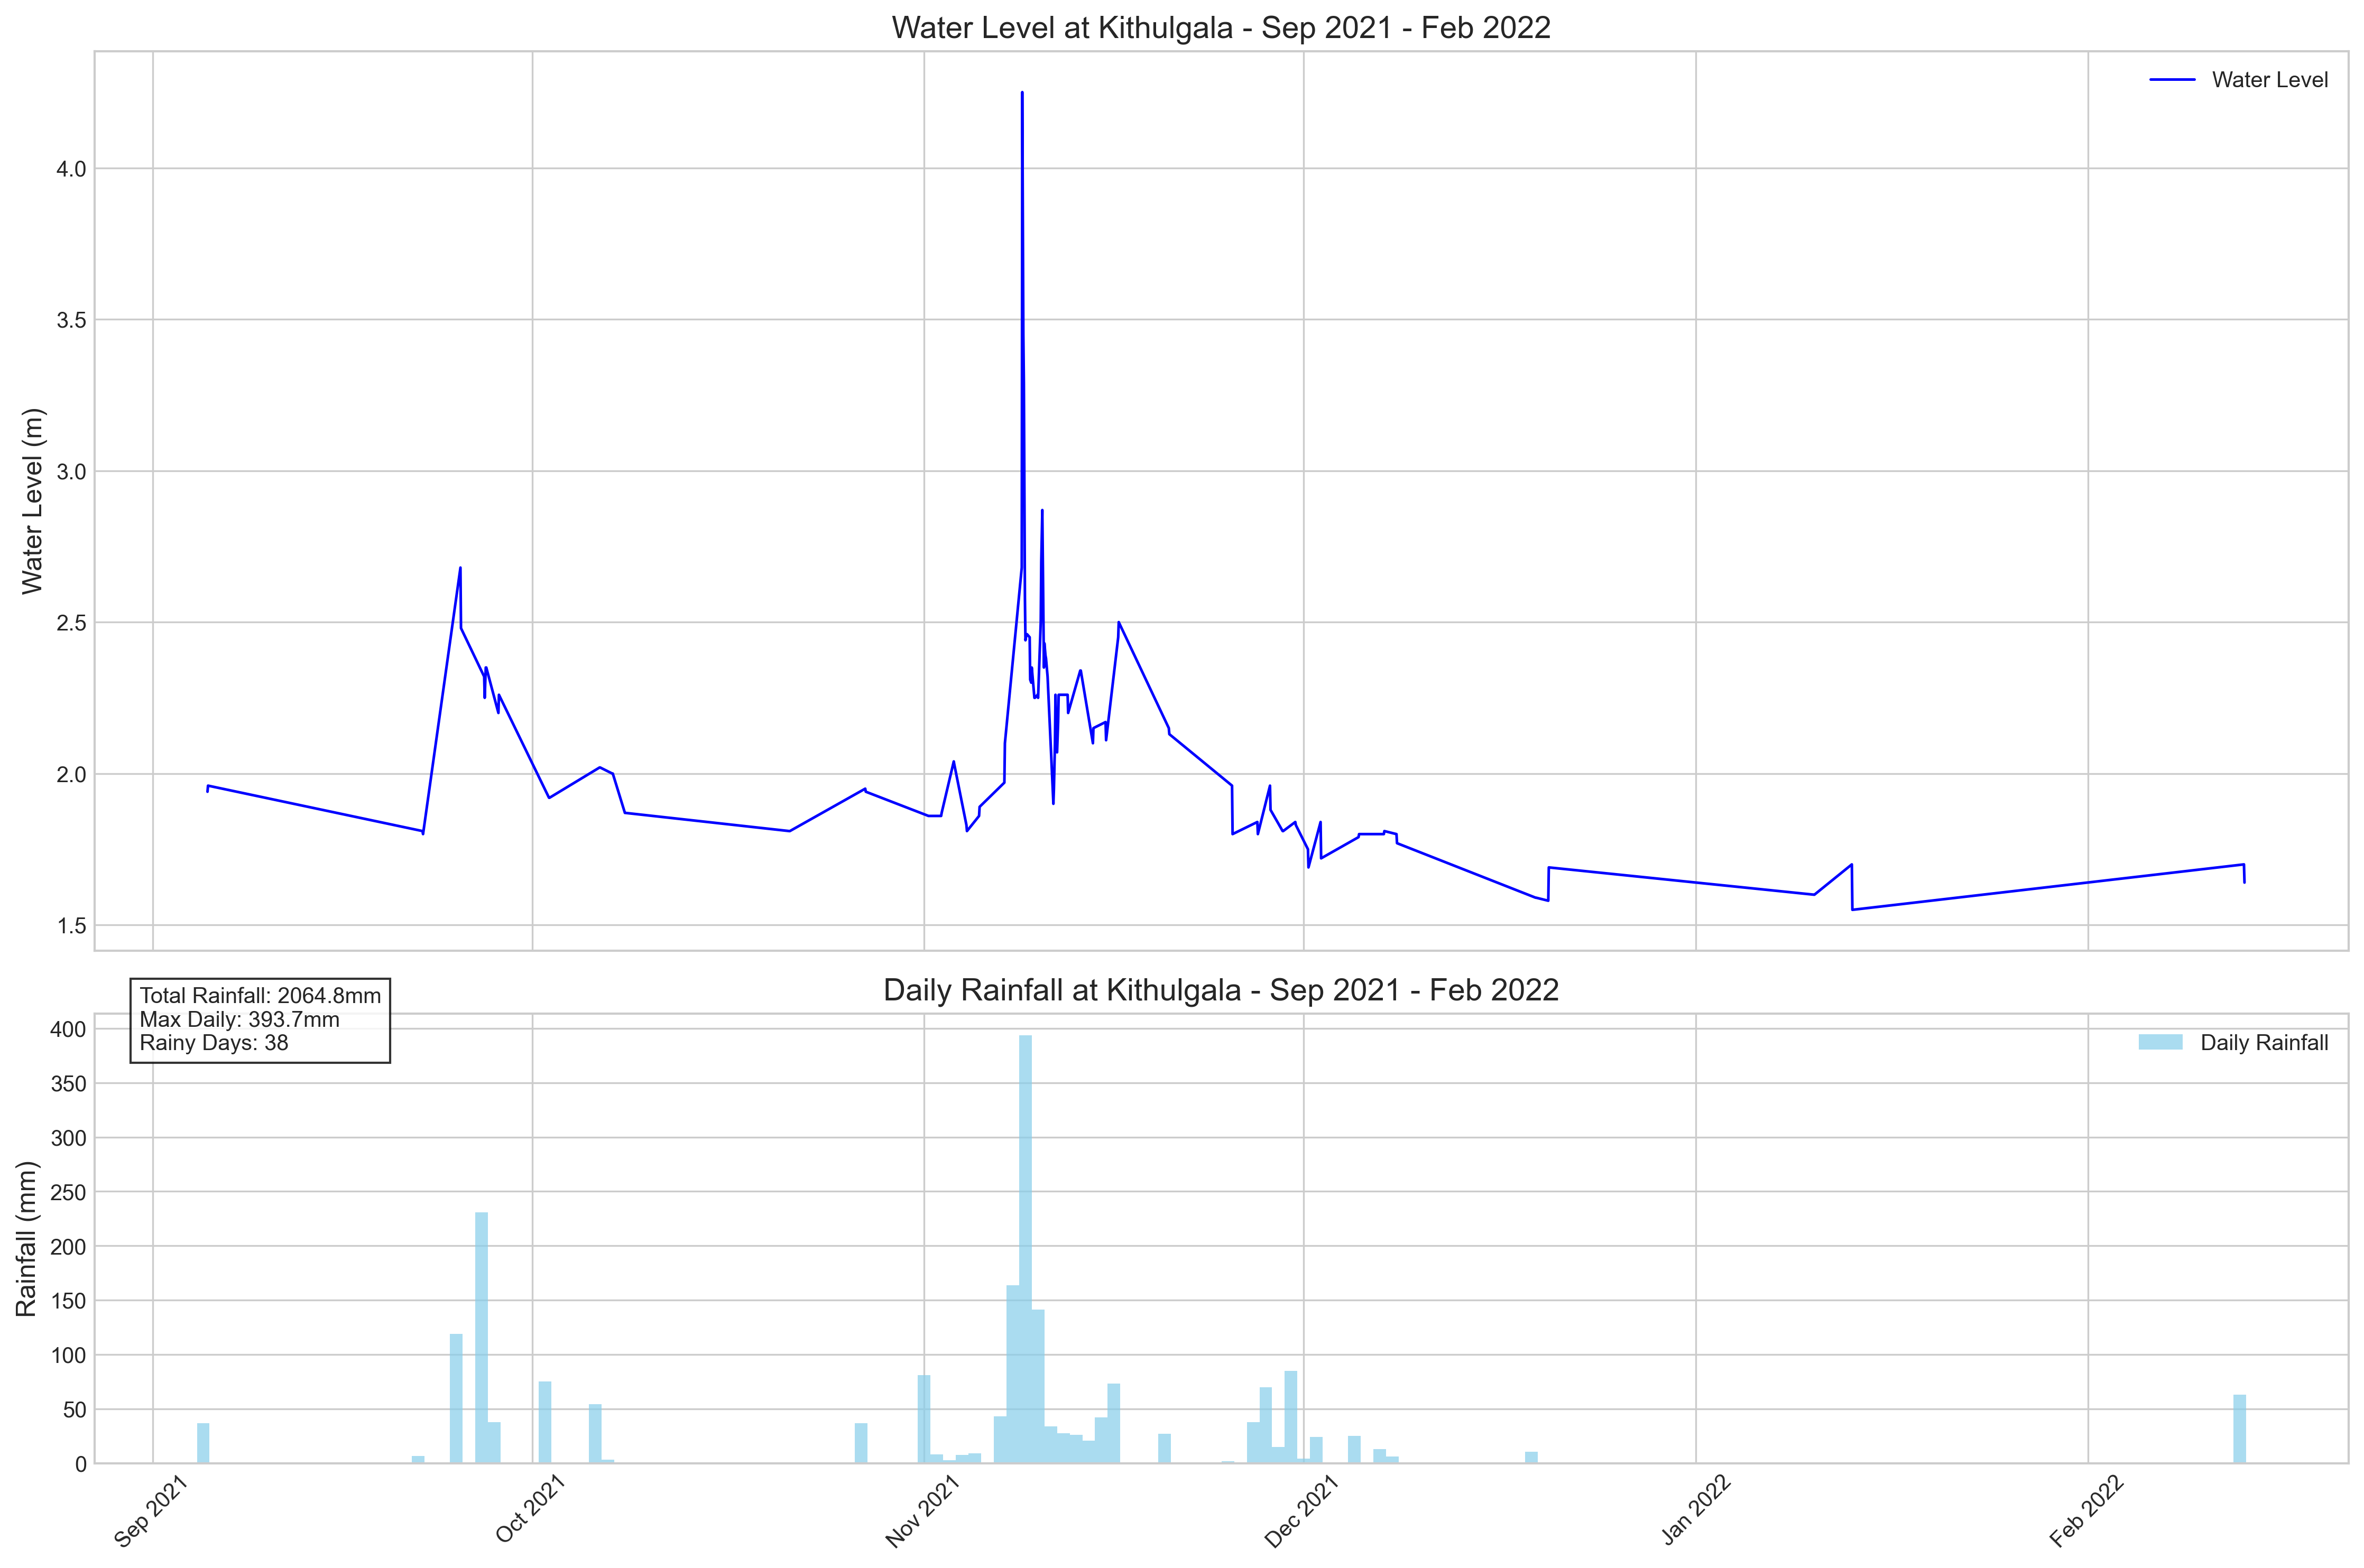 Water Level at Kithulgala - Sep 2021 - Feb 2022
Water Level
Water Level (m)
4.0
3.5
3.0
2.5
2.0
1.5
Daily Rainfall at Kithulgala - Sep 2021 - Feb 2022
Total Rainfall: 2064.8mm
Max Daily: 393.7mm
Rainy Days: 38
Daily Rainfall
Rainfall (mm)
400
350
300
250
200
150
100
50
0
Sep 2021
Oct 2021
Nov 2021
Dec 2021
Jan 2022
Feb 2022